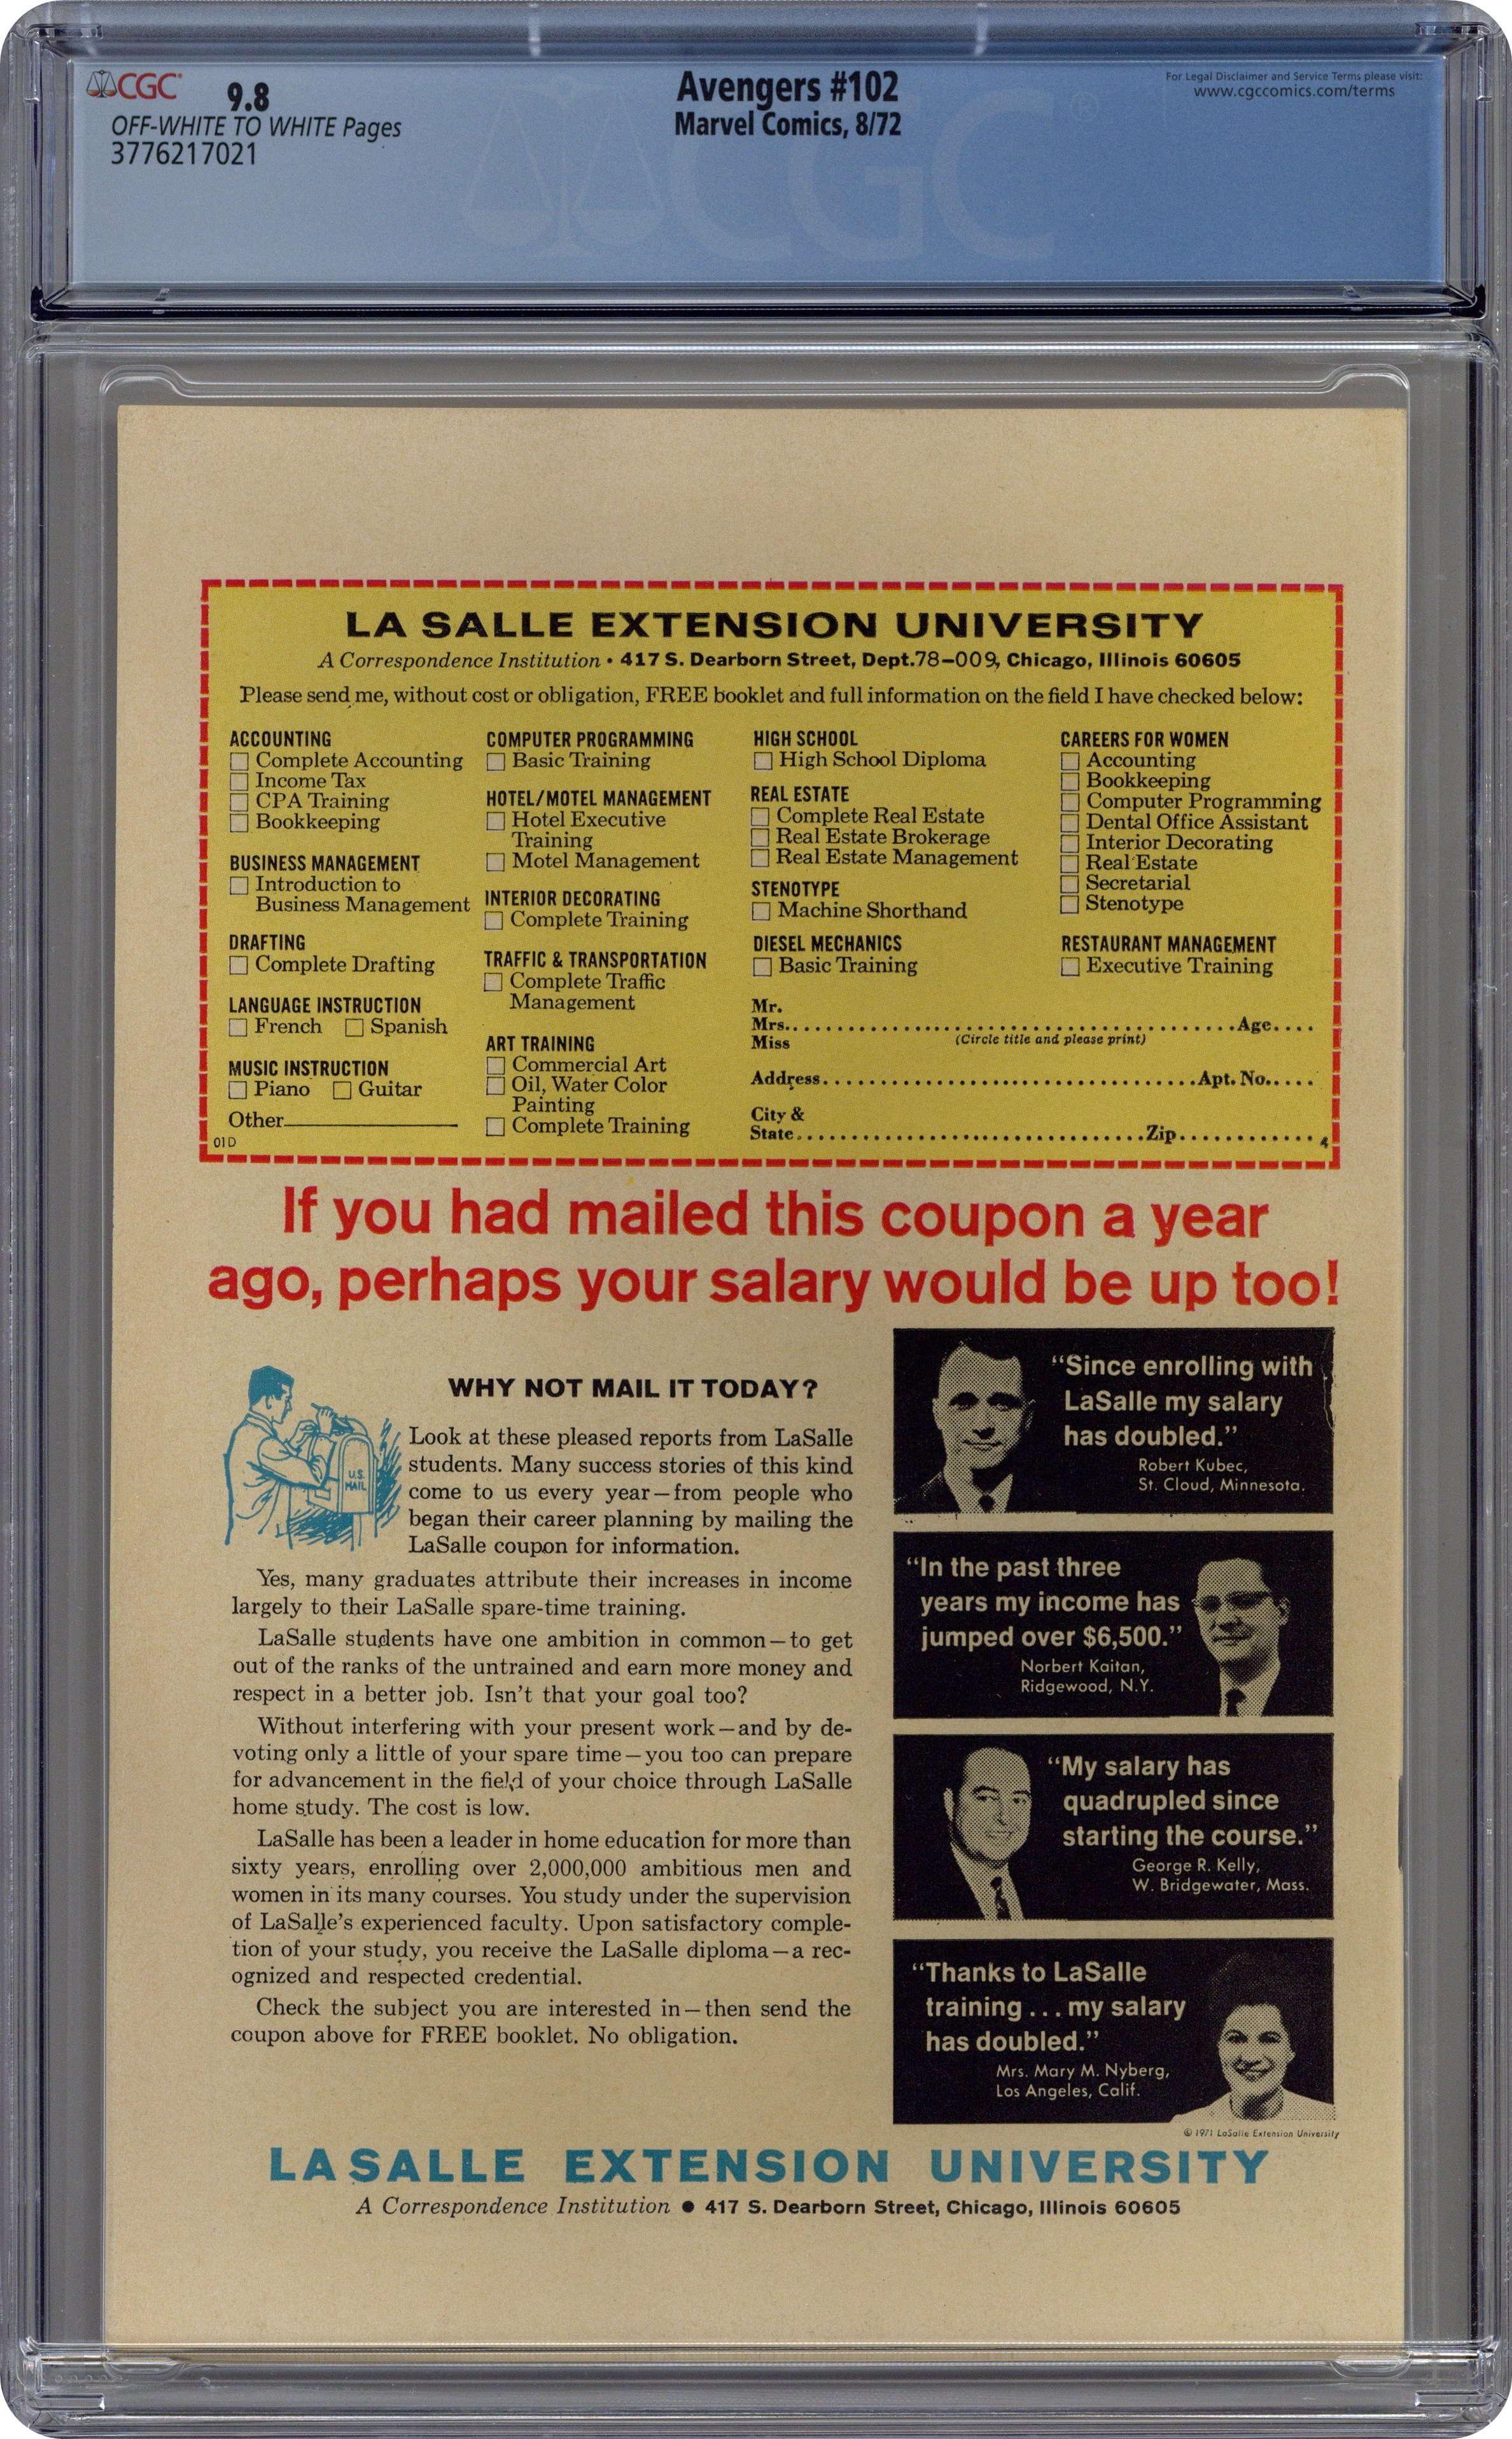 CGC
9.8
OFF-WHITE TO WHITE Pages
3776217021
Avengers #102
Marvel Comics, 8/72
For Legal Disclaimer and Service Terms please visit:
www.cgccomics.com/terms
CGC
LA SALLE EXTENSION UNIVERSITY
A Correspondence Institution • 417 S. Dearborn Street, Dept.78–009, Chicago, Illinois 60605
Please send me, without cost or obligation, FREE booklet and full information on the field I have checked below:
ACCOUNTING
Complete Accounting
Income Tax
CPA Training
Bookkeeping
BUSINESS MANAGEMENT
Introduction to
Business Management
DRAFTING
Complete Drafting
LANGUAGE INSTRUCTION
French Spanish
MUSIC INSTRUCTION
Piano Guitar
Other
01D
COMPUTER PROGRAMMING
Basic Training
HOTEL/MOTEL MANAGEMENT
Hotel Executive
Training
Motel Management
INTERIOR DECORATING
Complete Training
TRAFFIC & TRANSPORTATION
Complete Traffic
Management
ART TRAINING
Commercial Art
Oil, Water Color
Painting
Complete Training
HIGH SCHOOL
High School Diploma
REAL ESTATE
Complete Real Estate
Real Estate Brokerage
Real Estate Management
STENOTYPE
Machine Shorthand
DIESEL MECHANICS
Basic Training
CAREERS FOR WOMEN
Accounting
Bookkeeping
Computer Programming
Dental Office Assistant
Interior Decorating
Real Estate
Secretarial
Stenotype
RESTAURANT MANAGEMENT
Executive Training
Mr.
Mrs. Age
Miss (Circle title and please print)
Address Apt. No.
City &
State Zip 4
If you had mailed this coupon a year
ago, perhaps your salary would be up too!
U.S.
MAIL
WHY NOT MAIL IT TODAY?
Look at these pleased reports from LaSalle
students. Many success stories of this kind
come to us every year—from people who
began their career planning by mailing the
LaSalle coupon for information.
Yes, many graduates attribute their increases in income
largely to their LaSalle spare-time training.
LaSalle students have one ambition in common—to get
out of the ranks of the untrained and earn more money and
respect in a better job. Isn't that your goal too?
Without interfering with your present work—and by de-
voting only a little of your spare time—you too can prepare
for advancement in the field of your choice through LaSalle
home study. The cost is low.
LaSalle has been a leader in home education for more than
sixty years, enrolling over 2,000,000 ambitious men and
women in its many courses. You study under the supervision
of LaSalle's experienced faculty. Upon satisfactory comple-
tion of your study, you receive the LaSalle diploma—a rec-
ognized and respected credential.
Check the subject you are interested in—then send the
coupon above for FREE booklet. No obligation.
“Since enrolling with
LaSalle my salary
has doubled.”
Robert Kubec,
St. Cloud, Minnesota.
“In the past three
years my income has
jumped over $6,500.”
Norbert Kaitan,
Ridgewood, N.Y.
“My salary has
quadrupled since
starting the course.”
George R. Kelly,
W. Bridgewater, Mass.
“Thanks to LaSalle
training . . . my salary
has doubled.”
Mrs. Mary M. Nyberg,
Los Angeles, Calif.
© 1971 LaSalle Extension University
LASALLE EXTENSION UNIVERSITY
A Correspondence Institution ● 417 S. Dearborn Street, Chicago, Illinois 60605